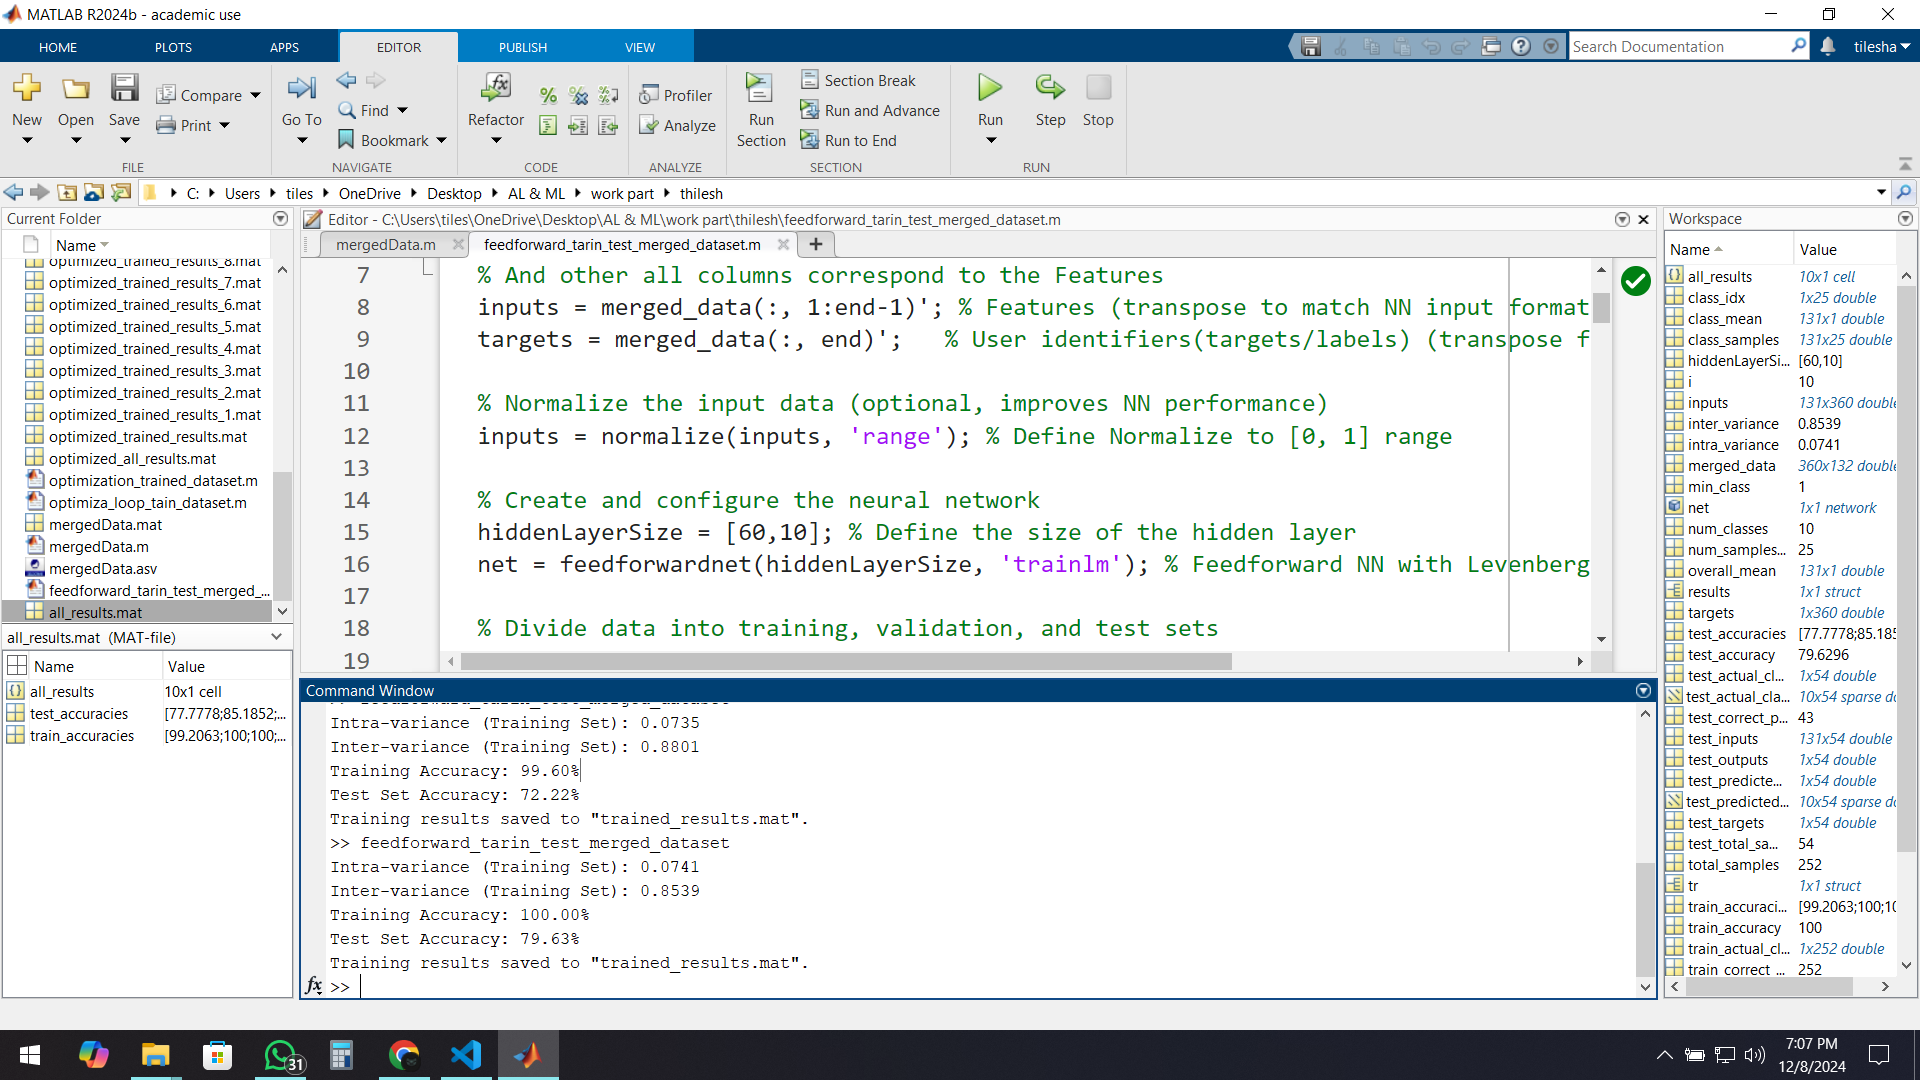 MATLAB R2024b - academic use
HOME PLOTS APPS EDITOR PUBLISH VIEW
Search Documentation
tilesha
New Open Save Compare Print
FILE
Go To Find Bookmark
NAVIGATE
Refactor
CODE
Profiler
Analyze
ANALYZE
Run Section
Section Break
Run and Advance
Run to End
SECTION
Run Step Stop
RUN
C: Users tiles OneDrive Desktop AL & ML work part thilesh
Current Folder
Name
optimized_trained_results_8.mat
optimized_trained_results_7.mat
optimized_trained_results_6.mat
optimized_trained_results_5.mat
optimized_trained_results_4.mat
optimized_trained_results_3.mat
optimized_trained_results_2.mat
optimized_trained_results_1.mat
optimized_trained_results.mat
optimized_all_results.mat
optimization_trained_dataset.m
optimiza_loop_tain_dataset.m
mergedData.mat
mergedData.m
mergedData.asv
feedforward_tarin_test_merged_...
all_results.mat
all_results.mat (MAT-file)
Name Value
all_results 10x1 cell
test_accuracies [77.7778;85.1852;...
train_accuracies [99.2063;100;100;...
Editor - C:\Users\tiles\OneDrive\Desktop\AL & ML\work part\thilesh\feedforward_tarin_test_merged_dataset.m
mergedData.m feedforward_tarin_test_merged_dataset.m
7 % And other all columns correspond to the Features
8 inputs = merged_data(:, 1:end-1)'; % Features (transpose to match NN input format
9 targets = merged_data(:, end)'; % User identifiers(targets/labels) (transpose f
10
11 % Normalize the input data (optional, improves NN performance)
12 inputs = normalize(inputs, 'range'); % Define Normalize to [0, 1] range
13
14 % Create and configure the neural network
15 hiddenLayerSize = [60,10]; % Define the size of the hidden layer
16 net = feedforwardnet(hiddenLayerSize, 'trainlm'); % Feedforward NN with Levenberg
17
18 % Divide data into training, validation, and test sets
19
Command Window
>> feedforward_tarin_test_merged_dataset
Intra-variance (Training Set): 0.0735
Inter-variance (Training Set): 0.8801
Training Accuracy: 99.60%
Test Set Accuracy: 72.22%
Training results saved to "trained_results.mat".
>> feedforward_tarin_test_merged_dataset
Intra-variance (Training Set): 0.0741
Inter-variance (Training Set): 0.8539
Training Accuracy: 100.00%
Test Set Accuracy: 79.63%
Training results saved to "trained_results.mat".
fx >>
Workspace
Name Value
all_results 10x1 cell
class_idx 1x25 double
class_mean 131x1 double
class_samples 131x25 double
hiddenLayerSi... [60,10]
i 10
inputs 131x360 double
inter_variance 0.8539
intra_variance 0.0741
merged_data 360x132 double
min_class 1
net 1x1 network
num_classes 10
num_samples... 25
overall_mean 131x1 double
results 1x1 struct
targets 1x360 double
test_accuracies [77.7778;85.185
test_accuracy 79.6296
test_actual_cl... 1x54 double
test_actual_cla... 10x54 sparse do
test_correct_p... 43
test_inputs 131x54 double
test_outputs 1x54 double
test_predicte... 1x54 double
test_predicted... 10x54 sparse do
test_targets 1x54 double
test_total_sa... 54
total_samples 252
tr 1x1 struct
train_accuraci... [99.2063;100;10
train_accuracy 100
train_actual_cl... 1x252 double
train_correct_... 252
31
7:07 PM
12/8/2024